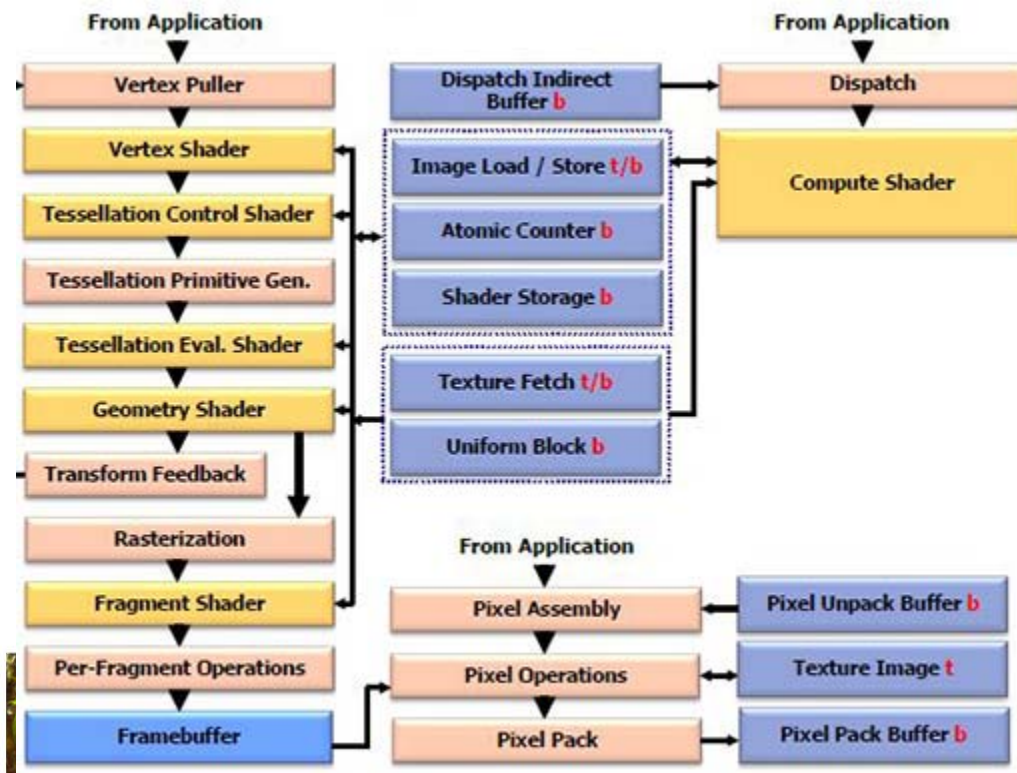 From Application
Vertex Puller
Vertex Shader
Tessellation Control Shader
Tessellation Primitive Gen.
Tessellation Eval. Shader
Geometry Shader
Transform Feedback
Rasterization
Fragment Shader
Per-Fragment Operations
Framebuffer
Dispatch Indirect
Buffer b
Image Load / Store t/b
Atomic Counter b
Shader Storage b
Texture Fetch t/b
Uniform Block b
From Application
Dispatch
Compute Shader
From Application
Pixel Assembly
Pixel Operations
Pixel Pack
Pixel Unpack Buffer b
Texture Image t
Pixel Pack Buffer b